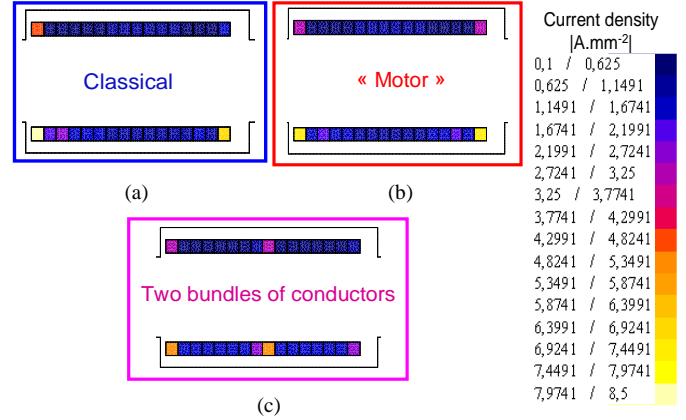 Classical
« Motor »
(a)
(b)
Two bundles of conductors
(c)
Current density
|A.mm-2|
0,1 / 0,625
0,625 / 1,1491
1,1491 / 1,6741
1,6741 / 2,1991
2,1991 / 2,7241
2,7241 / 3,25
3,25 / 3,7741
3,7741 / 4,2991
4,2991 / 4,8241
4,8241 / 5,3491
5,3491 / 5,8741
5,8741 / 6,3991
6,3991 / 6,9241
6,9241 / 7,4491
7,4491 / 7,9741
7,9741 / 8,5